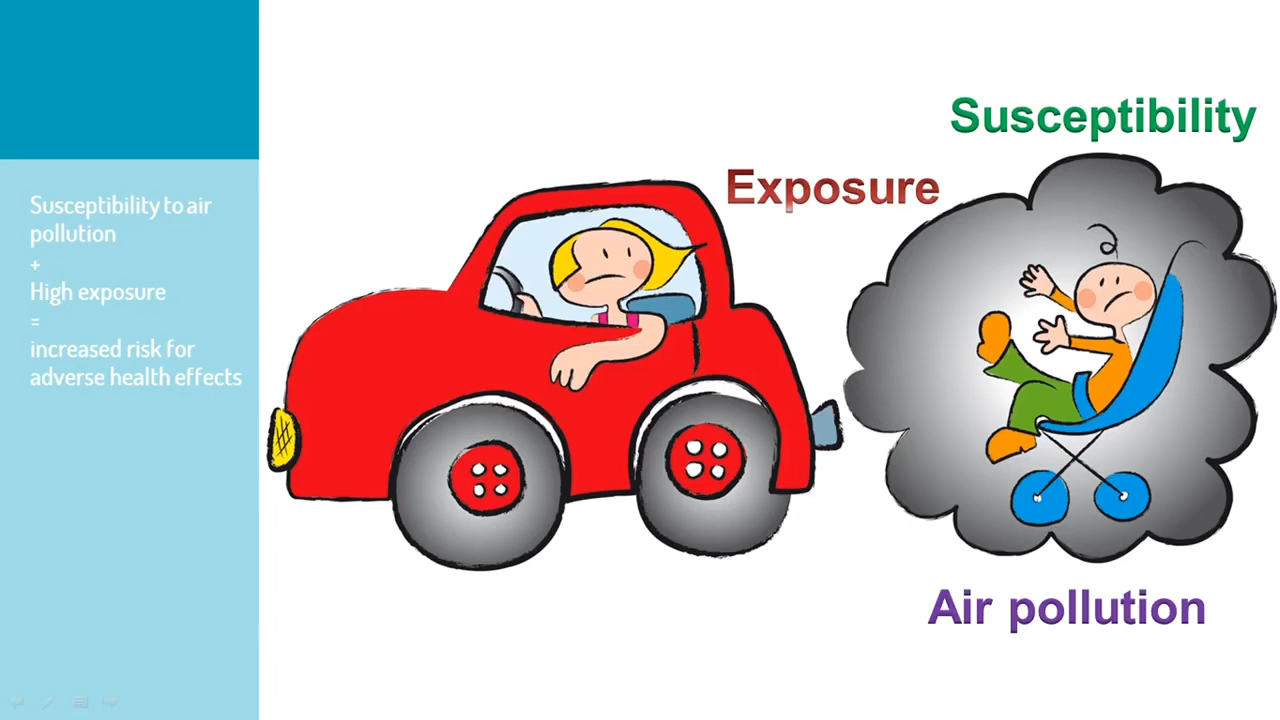 Susceptibility to air
pollution
+
High exposure
=
increased risk for
adverse health effects
Susceptibility
Exposure
Air pollution